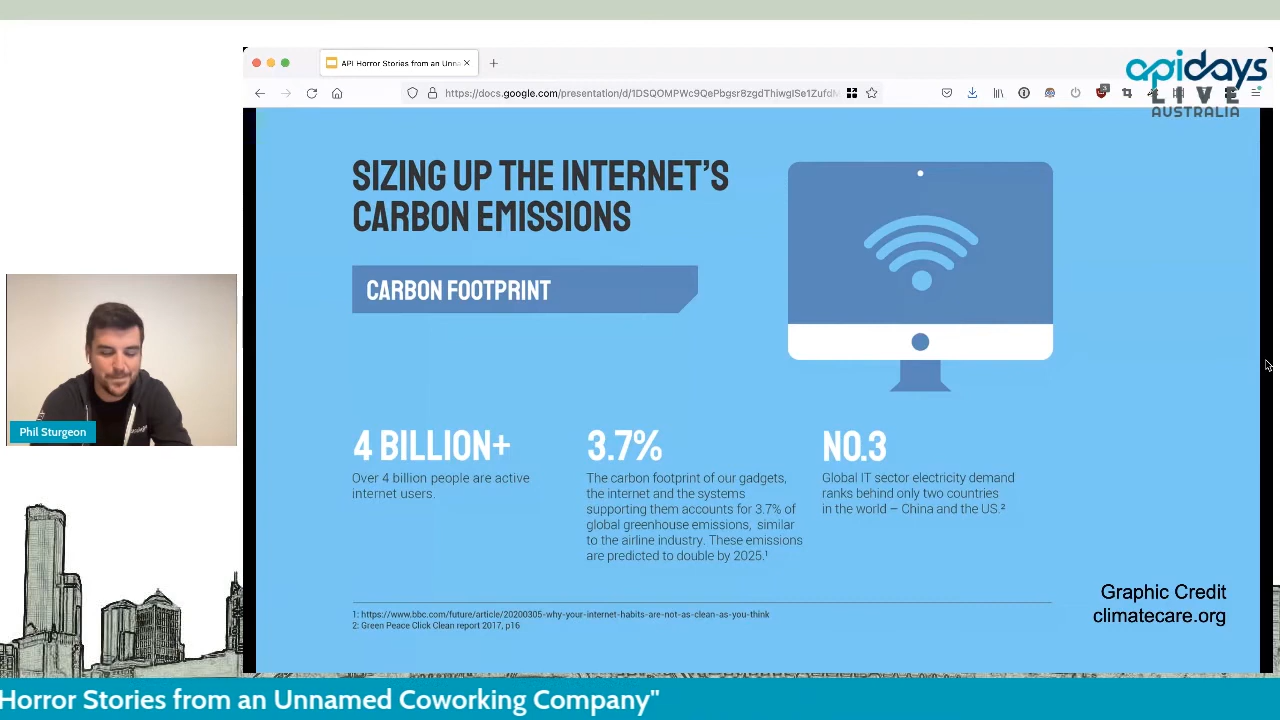 API Horror Stories from an Unna
https://docs.google.com/presentation/d/1DSQOMPWc9QePbgsr8zgdThiwgISe1Zufd
apidays
LIVE
AUSTRALIA
SIZING UP THE INTERNET’S
CARBON EMISSIONS
CARBON FOOTPRINT
Phil Sturgeon
4 BILLION+
Over 4 billion people are active
internet users.
3.7%
The carbon footprint of our gadgets,
the internet and the systems
supporting them accounts for 3.7% of
global greenhouse emissions, similar
to the airline industry. These emissions
are predicted to double by 2025.¹
NO.3
Global IT sector electricity demand
ranks behind only two countries
in the world – China and the US.²
1: https://www.bbc.com/future/article/20200305-why-your-internet-habits-are-not-as-clean-as-you-think
2: Green Peace Click Clean report 2017, p16
Graphic Credit
climatecare.org
Horror Stories from an Unnamed Coworking Company"